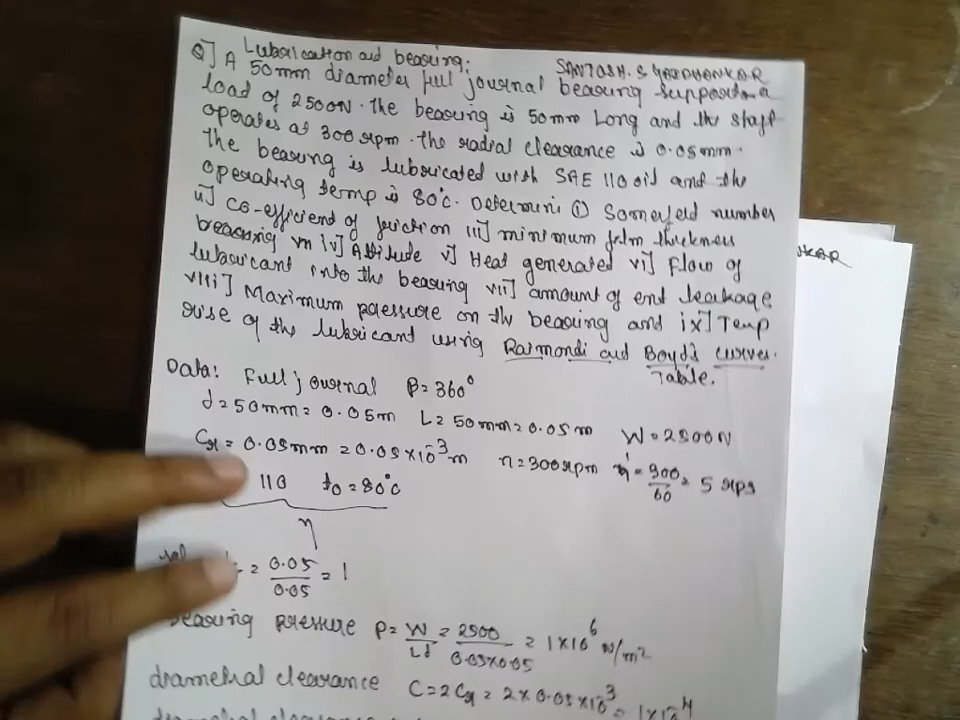 Lubrication and bearing:
SANTOSH.S YADDHANKAR
Q] A 50mm diameter full journal bearing supports a
load of 2500N. The bearing is 50mm Long and the shaft
operates at 300 rpm. The radial clearance is 0.05mm.
The bearing is lubricated with SAE 110 oil and the
operating temp is 80°C. Determine ① Somerfeld number
ii] Co-efficient of friction iii] minimum film thickness
bearing iv] Attitude v] Heat generated vi] Flow of
lubricant into the bearing vii] amount of end leakage
viii] Maximum pressure on the bearing and ix] Temp
rise of the lubricant using Raimondi and Boyd's curves.
Table.
Data: Full journal β = 360°
d = 50mm = 0.05m L = 50mm = 0.05m W = 2500N
Cr = 0.05mm = 0.05×10⁻³m n = 300rpm n' = 300/60 = 5 rps
110 to = 80°C
η
= 0.05/0.05 = 1
Bearing pressure P = W/Ld = 2500/0.05×0.05 = 1×10⁶ N/m²
diametral clearance C = 2Cr = 2×0.05×10⁻³ = 1×10⁻⁴
diametral clearance
KAR